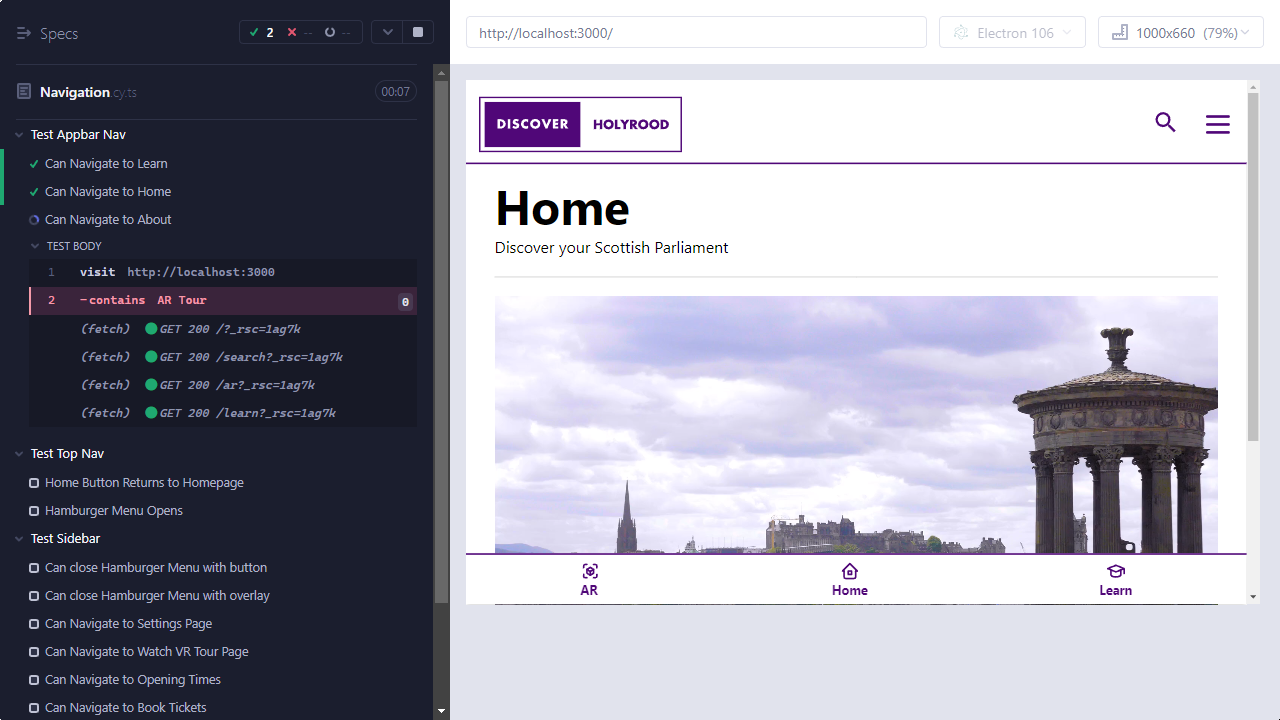 Specs
2
--
--
Navigation.cy.ts
00:07
Test Appbar Nav
Can Navigate to Learn
Can Navigate to Home
Can Navigate to About
TEST BODY
1 visit http://localhost:3000
2 -contains AR Tour 0
(fetch) GET 200 /?_rsc=1ag7k
(fetch) GET 200 /search?_rsc=1ag7k
(fetch) GET 200 /ar?_rsc=1ag7k
(fetch) GET 200 /learn?_rsc=1ag7k
Test Top Nav
Home Button Returns to Homepage
Hamburger Menu Opens
Test Sidebar
Can close Hamburger Menu with button
Can close Hamburger Menu with overlay
Can Navigate to Settings Page
Can Navigate to Watch VR Tour Page
Can Navigate to Opening Times
Can Navigate to Book Tickets
http://localhost:3000/
Electron 106
1000x660 (79%)
DISCOVER HOLYROOD
Home
Discover your Scottish Parliament
AR
Home
Learn